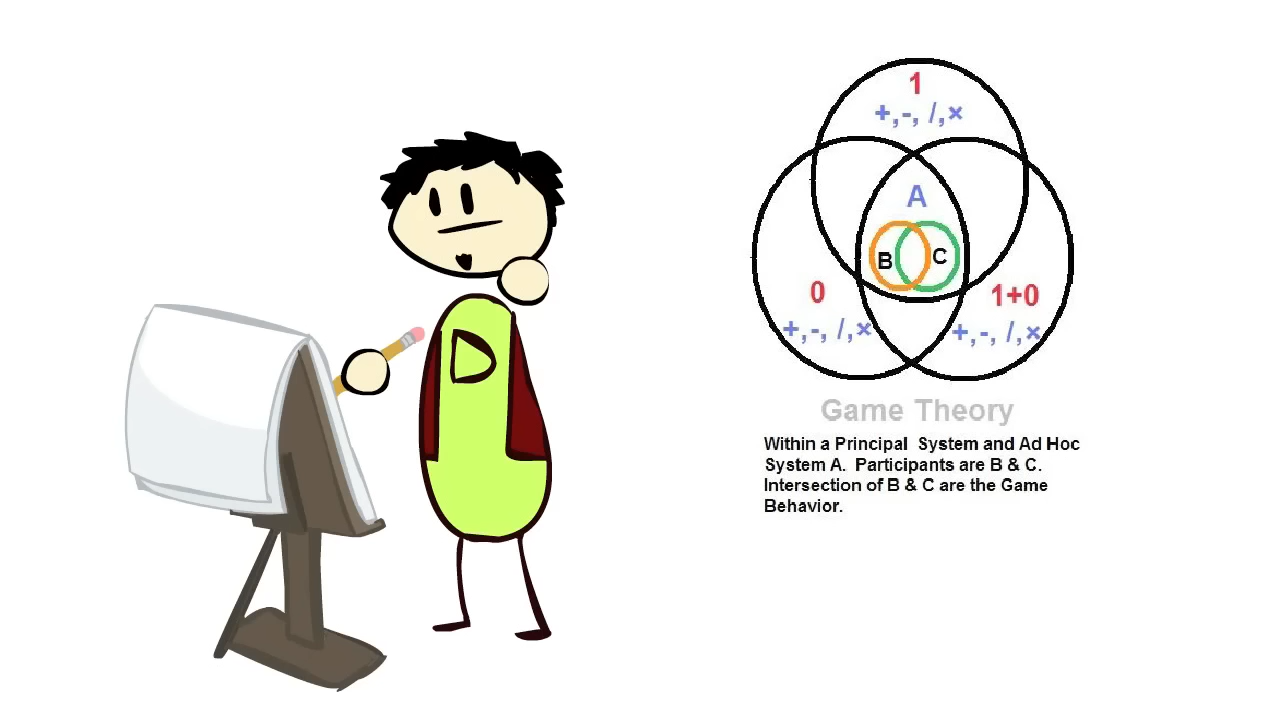 1
+,-, /,×
A
B C
0 1+0
+,-, /,× +,-, /,×
Game Theory
Within a Principal System and Ad Hoc
System A. Participants are B & C.
Intersection of B & C are the Game
Behavior.
D